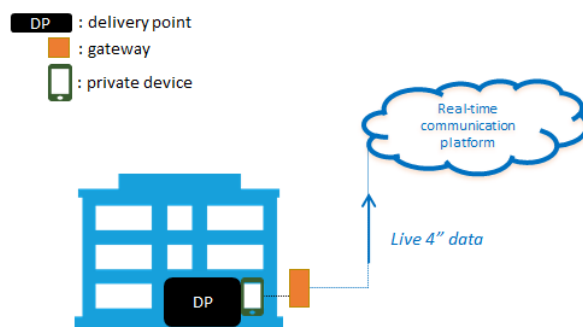 DP : delivery point
: gateway
: private device
Real-time
communication
platform
Live 4” data
DP